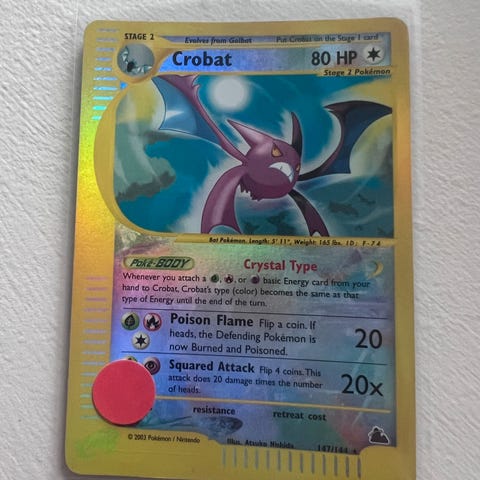 STAGE 2
Evolves from Golbat
Put Crobat on the Stage 1 card
Crobat
80 HP
Stage 2 Pokémon
Bat Pokémon. Length: 5' 11", Weight: 165 lbs. ID: F-74
Poké-BODY
Crystal Type
Whenever you attach a , , or basic Energy card from your
hand to Crobat, Crobat's type (color) becomes the same as that
type of Energy until the end of the turn.
Poison Flame Flip a coin. If
heads, the Defending Pokémon is
now Burned and Poisoned.
20
Squared Attack Flip 4 coins. This
attack does 20 damage times the number
of heads.
20x
resistance
retreat cost
© 2003 Pokémon / Nintendo
Illus. Atsuko Nishida
147/144